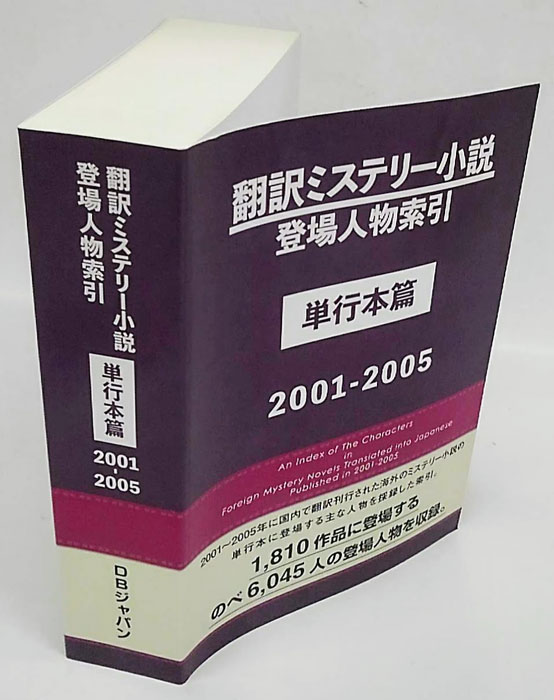 翻訳ミステリー小説
登場人物索引
単行本篇
2001
-
2005
DBジャパン
翻訳ミステリー小説
登場人物索引
単行本篇
2001-2005
An Index of The Characters
in
Foreign Mystery Novels Translated into Japanese
Published in 2001-2005
2001～2005年に国内で翻訳刊行された海外のミステリー小説の
単行本に登場する主な人物を採録した索引。
1,810作品に登場する
のべ6,045人の登場人物を収録。